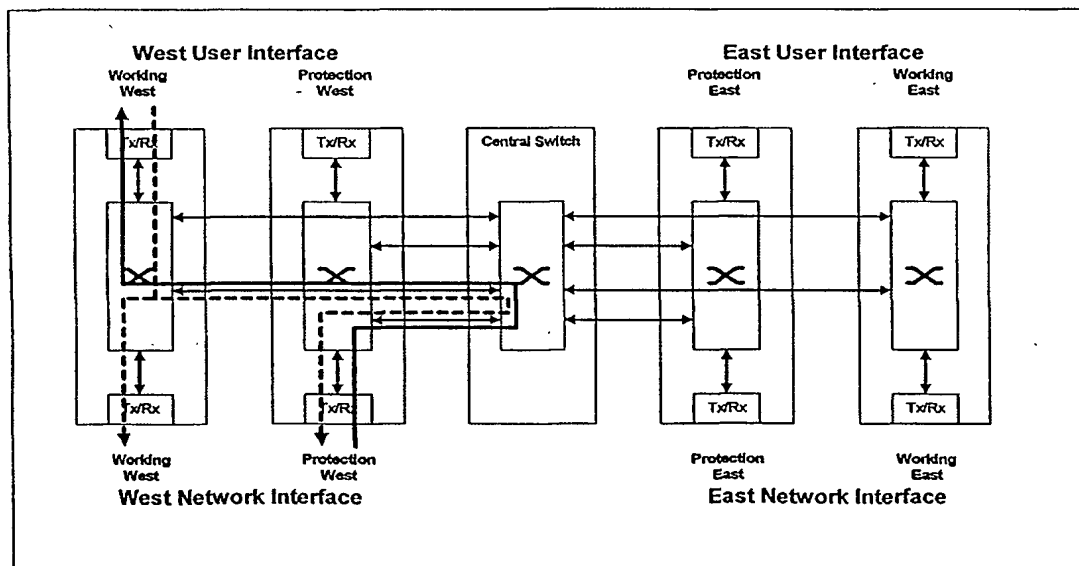 West User Interface
East User Interface
Working
West
Protection
West
Protection
East
Working
East
Tx/Rx
Tx/Rx
Central Switch
Tx/Rx
Tx/Rx
Tx/Rx
Tx/Rx
Tx/Rx
Tx/Rx
Working
West
Protection
West
Protection
East
Working
East
West Network Interface
East Network Interface